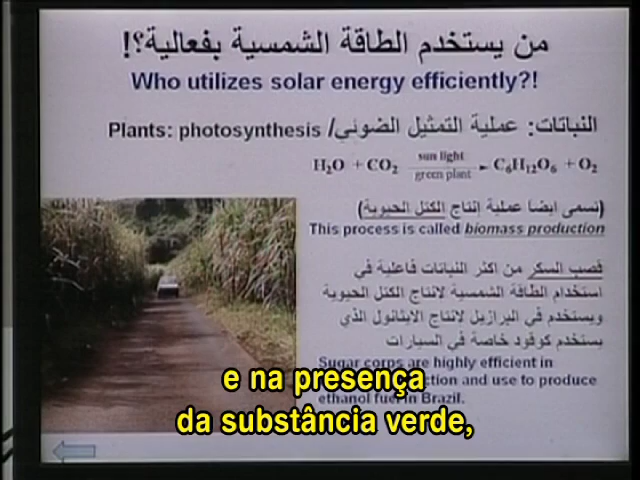 من يستخدم الطاقة الشمسية بفعالية؟!
Who utilizes solar energy efficiently?!
النباتات: عملية التمثيل الضوئي/ Plants: photosynthesis
H₂O + CO₂ sun light green plant C₆H₁₂O₆ + O₂
(تسمى ايضا عملية إنتاج الكتل الحيوية)
This process is called biomass production
قصب السكر من اكثر النباتات فاعلية في
استخدام الطاقة الشمسية لانتاج الكتل الحيوية
ويستخدم في البرازيل لانتاج الايثانول الذي
يستخدم كوقود خاصة في السيارات
Sugar corps are highly efficient in
and use to produce
ethanol fuel in Brazil.
e na presença
da substância verde,